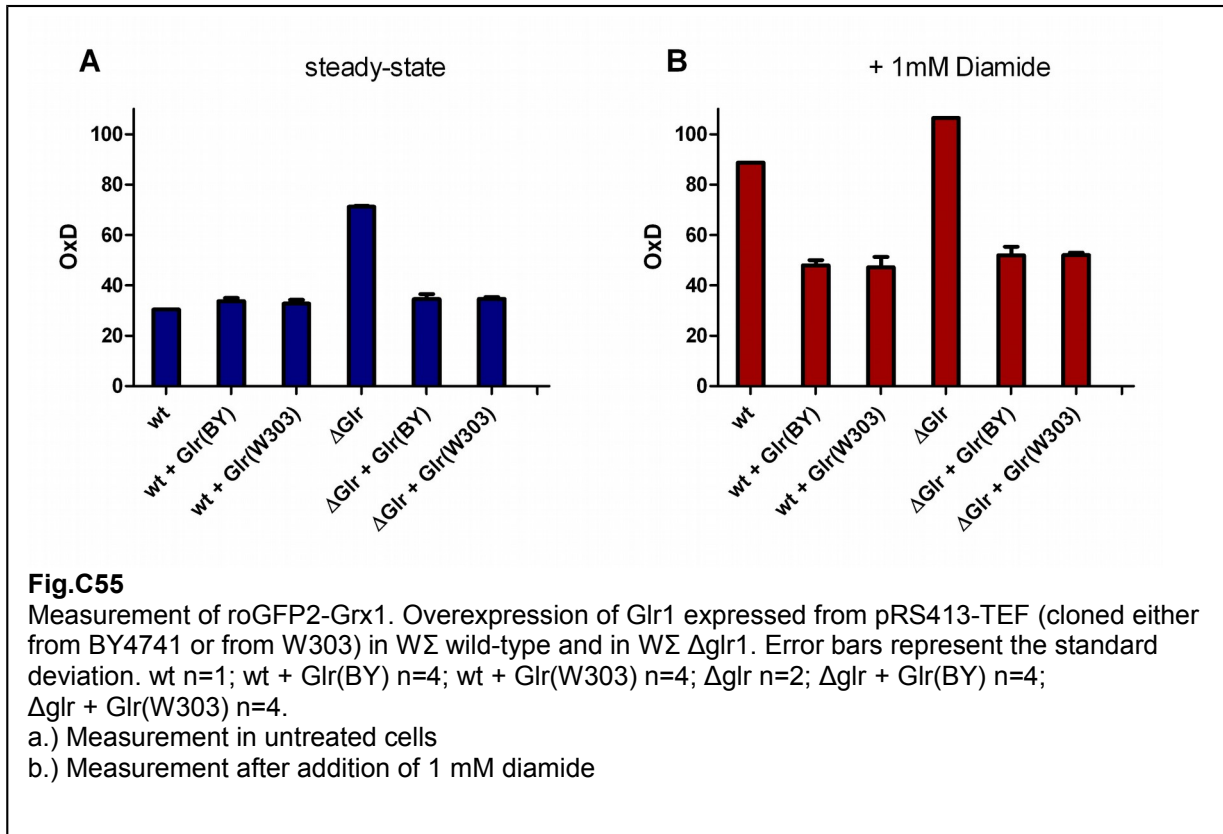 A
steady-state
100
80
60
40
20
0
OxD
wt
wt + Glr(BY)
wt + Glr(W303)
ΔGlr
ΔGlr + Glr(BY)
ΔGlr + Glr(W303)
B
+ 1mM Diamide
100
80
60
40
20
0
OxD
wt
wt + Glr(BY)
wt + Glr(W303)
ΔGlr
ΔGlr + Glr(BY)
ΔGlr + Glr(W303)
Fig.C55
Measurement of roGFP2-Grx1. Overexpression of Glr1 expressed from pRS413-TEF (cloned either
from BY4741 or from W303) in WΣ wild-type and in WΣ Δglr1. Error bars represent the standard
deviation. wt n=1; wt + Glr(BY) n=4; wt + Glr(W303) n=4; Δglr n=2; Δglr + Glr(BY) n=4;
Δglr + Glr(W303) n=4.
a.) Measurement in untreated cells
b.) Measurement after addition of 1 mM diamide